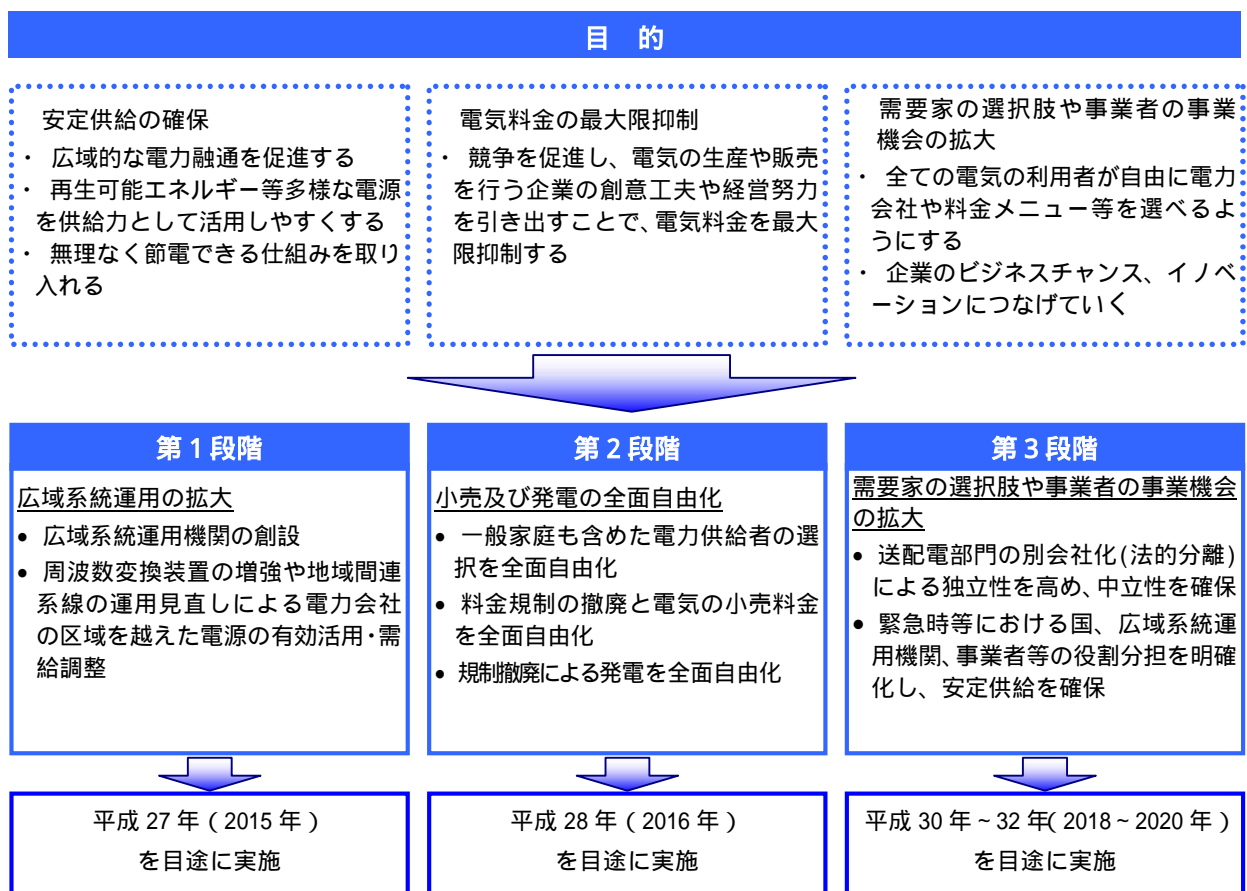 目 的
安定供給の確保
・ 広域的な電力融通を促進する
・ 再生可能エネルギー等多様な電源
を供給力として活用しやすくする
・ 無理なく節電できる仕組みを取り
入れる
電気料金の最大限抑制
・ 競争を促進し、電気の生産や販売
を行う企業の創意工夫や経営努力
を引き出すことで、電気料金を最大
限抑制する
需要家の選択肢や事業者の事業
機会の拡大
・ 全ての電気の利用者が自由に電力
会社や料金メニュー等を選べるよ
うにする
・ 企業のビジネスチャンス、イノベ
ーションにつなげていく
第1段階
広域系統運用の拡大
• 広域系統運用機関の創設
• 周波数変換装置の増強や地域間連
系線の運用見直しによる電力会社
の区域を越えた電源の有効活用・需
給調整
平成 27 年（2015 年）
を目途に実施
第2段階
小売及び発電の全面自由化
• 一般家庭も含めた電力供給者の選
択を全面自由化
• 料金規制の撤廃と電気の小売料金
を全面自由化
• 規制撤廃による発電を全面自由化
平成 28 年（2016 年）
を目途に実施
第3段階
需要家の選択肢や事業者の事業機会
の拡大
• 送配電部門の別会社化(法的分離)
による独立性を高め、中立性を確保
• 緊急時等における国、広域系統運
用機関、事業者等の役割分担を明確
化し、安定供給を確保
平成 30 年～32 年（2018～2020 年）
を目途に実施